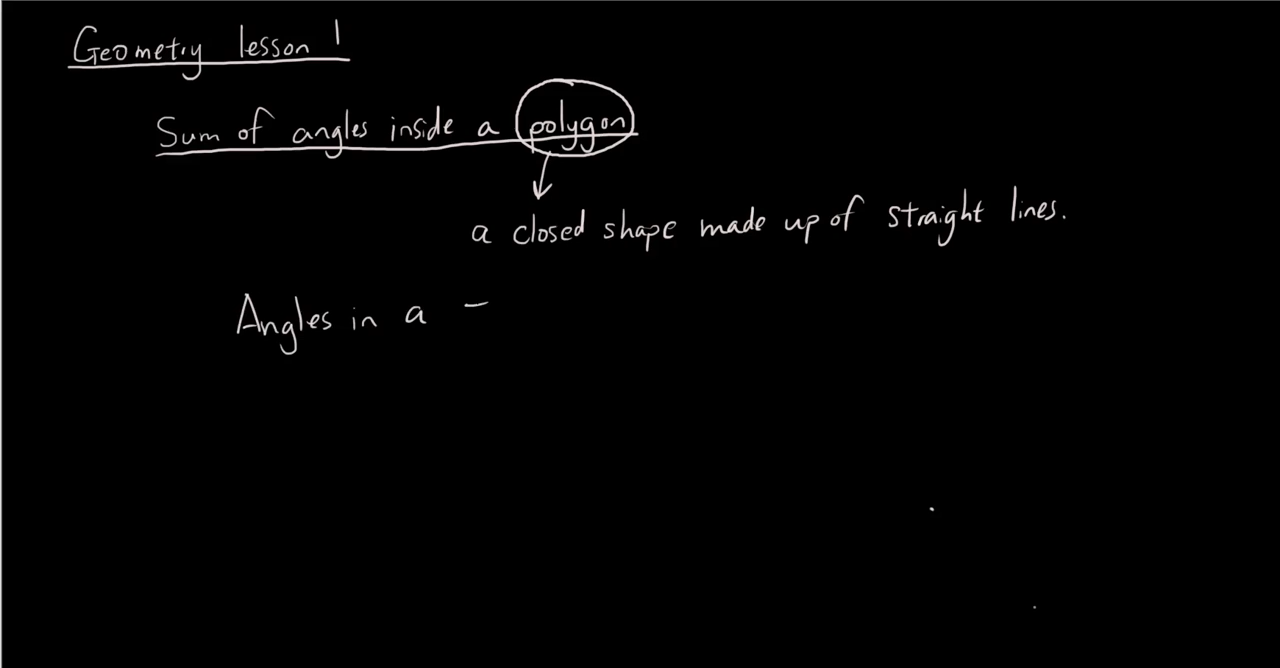 Geometry lesson 1
Sum of angles inside a polygon
a closed shape made up of straight lines.
Angles in a